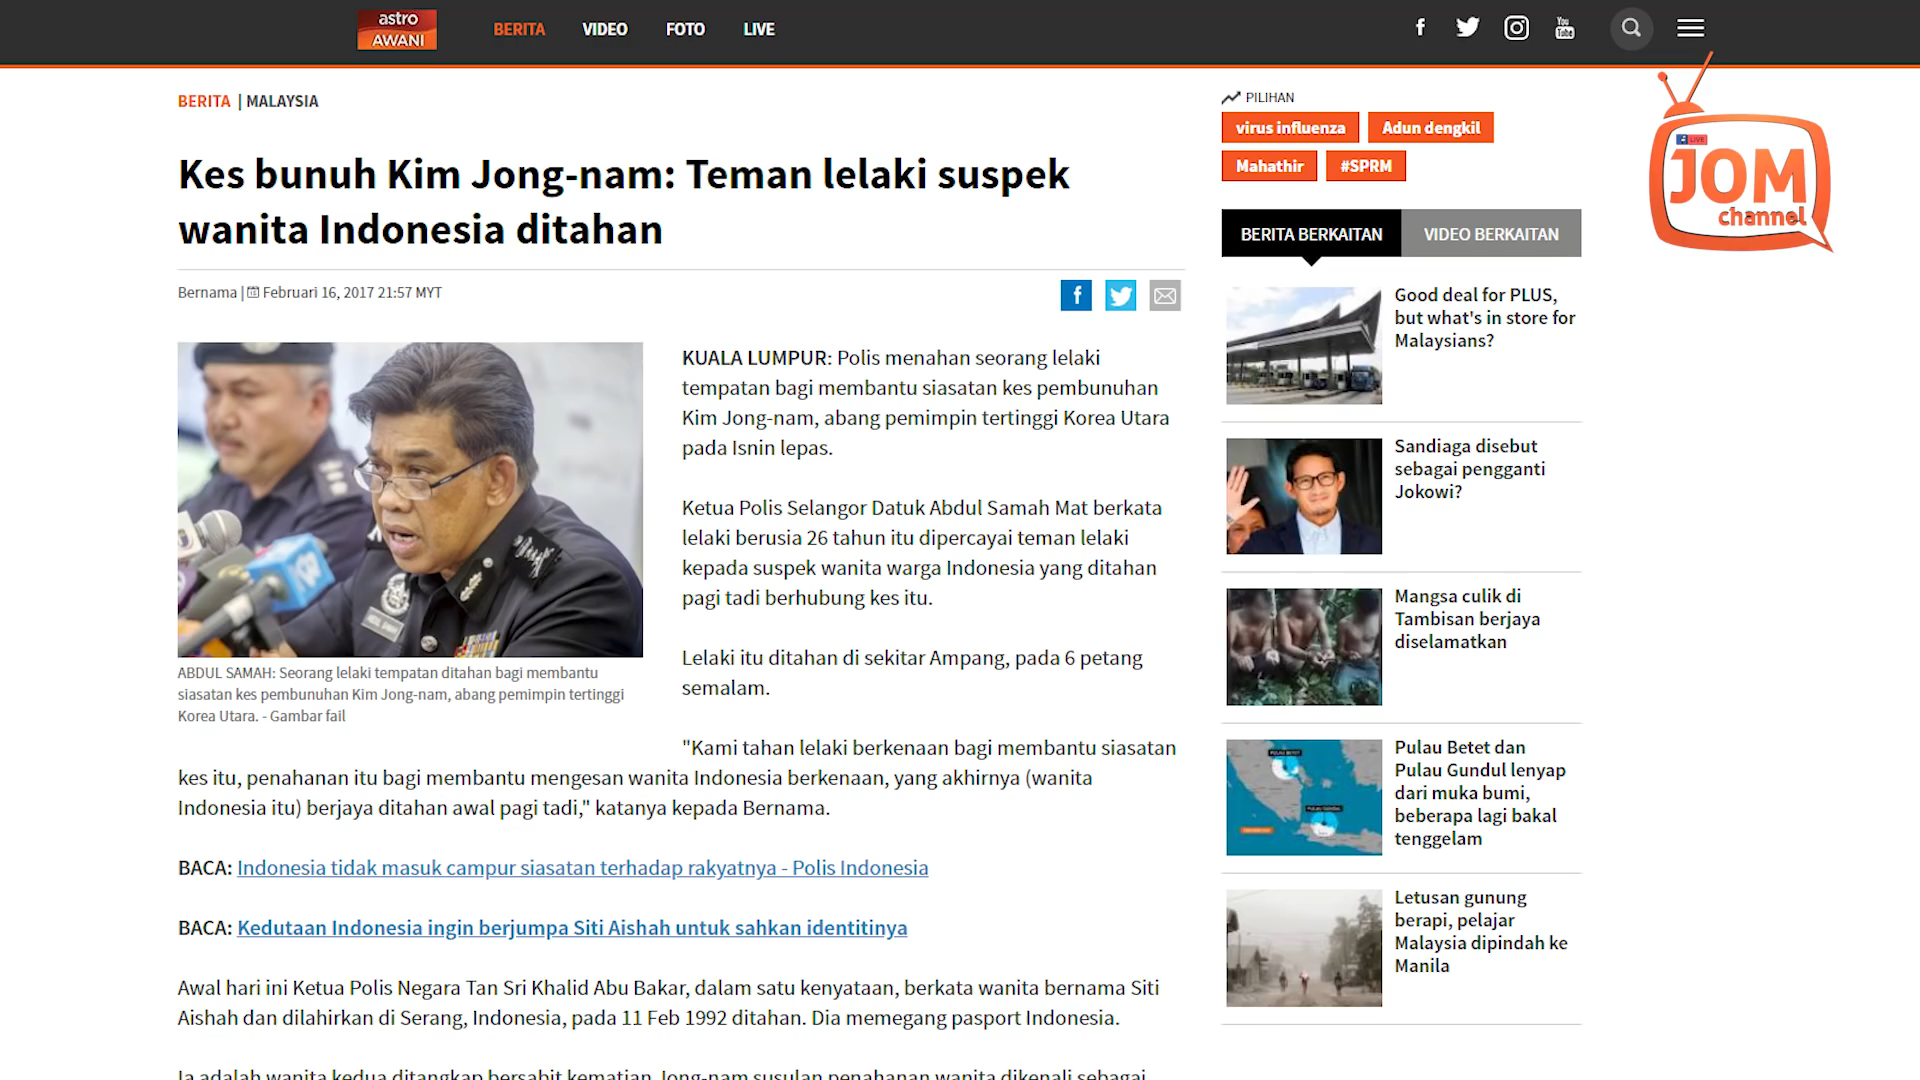 astro
AWANI
BERITA
VIDEO
FOTO
LIVE
You
Tube
BERITA | MALAYSIA
Kes bunuh Kim Jong-nam: Teman lelaki suspek
wanita Indonesia ditahan
Bernama | Februari 16, 2017 21:57 MYT
ABDUL SAMAH: Seorang lelaki tempatan ditahan bagi membantu
siasatan kes pembunuhan Kim Jong-nam, abang pemimpin tertinggi
Korea Utara. - Gambar fail
KUALA LUMPUR: Polis menahan seorang lelaki
tempatan bagi membantu siasatan kes pembunuhan
Kim Jong-nam, abang pemimpin tertinggi Korea Utara
pada Isnin lepas.
Ketua Polis Selangor Datuk Abdul Samah Mat berkata
lelaki berusia 26 tahun itu dipercayai teman lelaki
kepada suspek wanita warga Indonesia yang ditahan
pagi tadi berhubung kes itu.
Lelaki itu ditahan di sekitar Ampang, pada 6 petang
semalam.
"Kami tahan lelaki berkenaan bagi membantu siasatan
kes itu, penahanan itu bagi membantu mengesan wanita Indonesia berkenaan, yang akhirnya (wanita
Indonesia itu) berjaya ditahan awal pagi tadi," katanya kepada Bernama.
BACA: Indonesia tidak masuk campur siasatan terhadap rakyatnya - Polis Indonesia
BACA: Kedutaan Indonesia ingin berjumpa Siti Aishah untuk sahkan identitinya
Awal hari ini Ketua Polis Negara Tan Sri Khalid Abu Bakar, dalam satu kenyataan, berkata wanita bernama Siti
Aishah dan dilahirkan di Serang, Indonesia, pada 11 Feb 1992 ditahan. Dia memegang pasport Indonesia.
Ia adalah wanita kedua ditangkap bersabit kematian Jong-nam susulan penahanan wanita dikenali sebagai
PILIHAN
virus influenza
Adun dengkil
Mahathir
#SPRM
BERITA BERKAITAN
VIDEO BERKAITAN
Good deal for PLUS,
but what's in store for
Malaysians?
Sandiaga disebut
sebagai pengganti
Jokowi?
Mangsa culik di
Tambisan berjaya
diselamatkan
PULAU BETET
PULAU GUNDUL
Pulau Betet dan
Pulau Gundul lenyap
dari muka bumi,
beberapa lagi bakal
tenggelam
Letusan gunung
berapi, pelajar
Malaysia dipindah ke
Manila
LIVE
JOM
channel